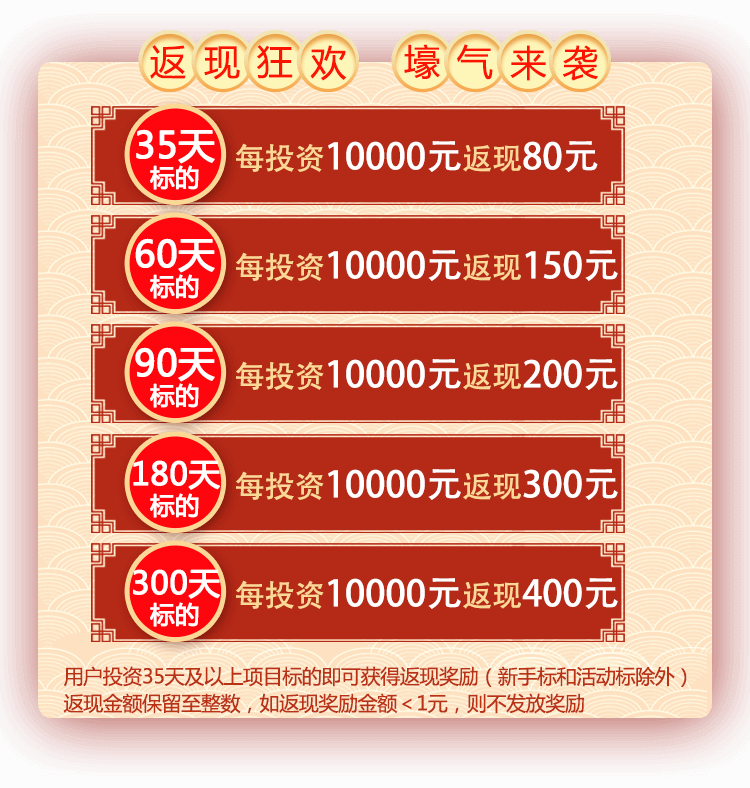 返现狂欢 壕气来袭
35天
标的
每投资10000元返现80元
60天
标的
每投资10000元返现150元
90天
标的
每投资10000元返现200元
180天
标的
每投资10000元返现300元
300天
标的
每投资10000元返现400元
用户投资35天及以上项目标的即可获得返现奖励（新手标和活动标除外）
返现金额保留至整数，如返现奖励金额＜1元，则不发放奖励